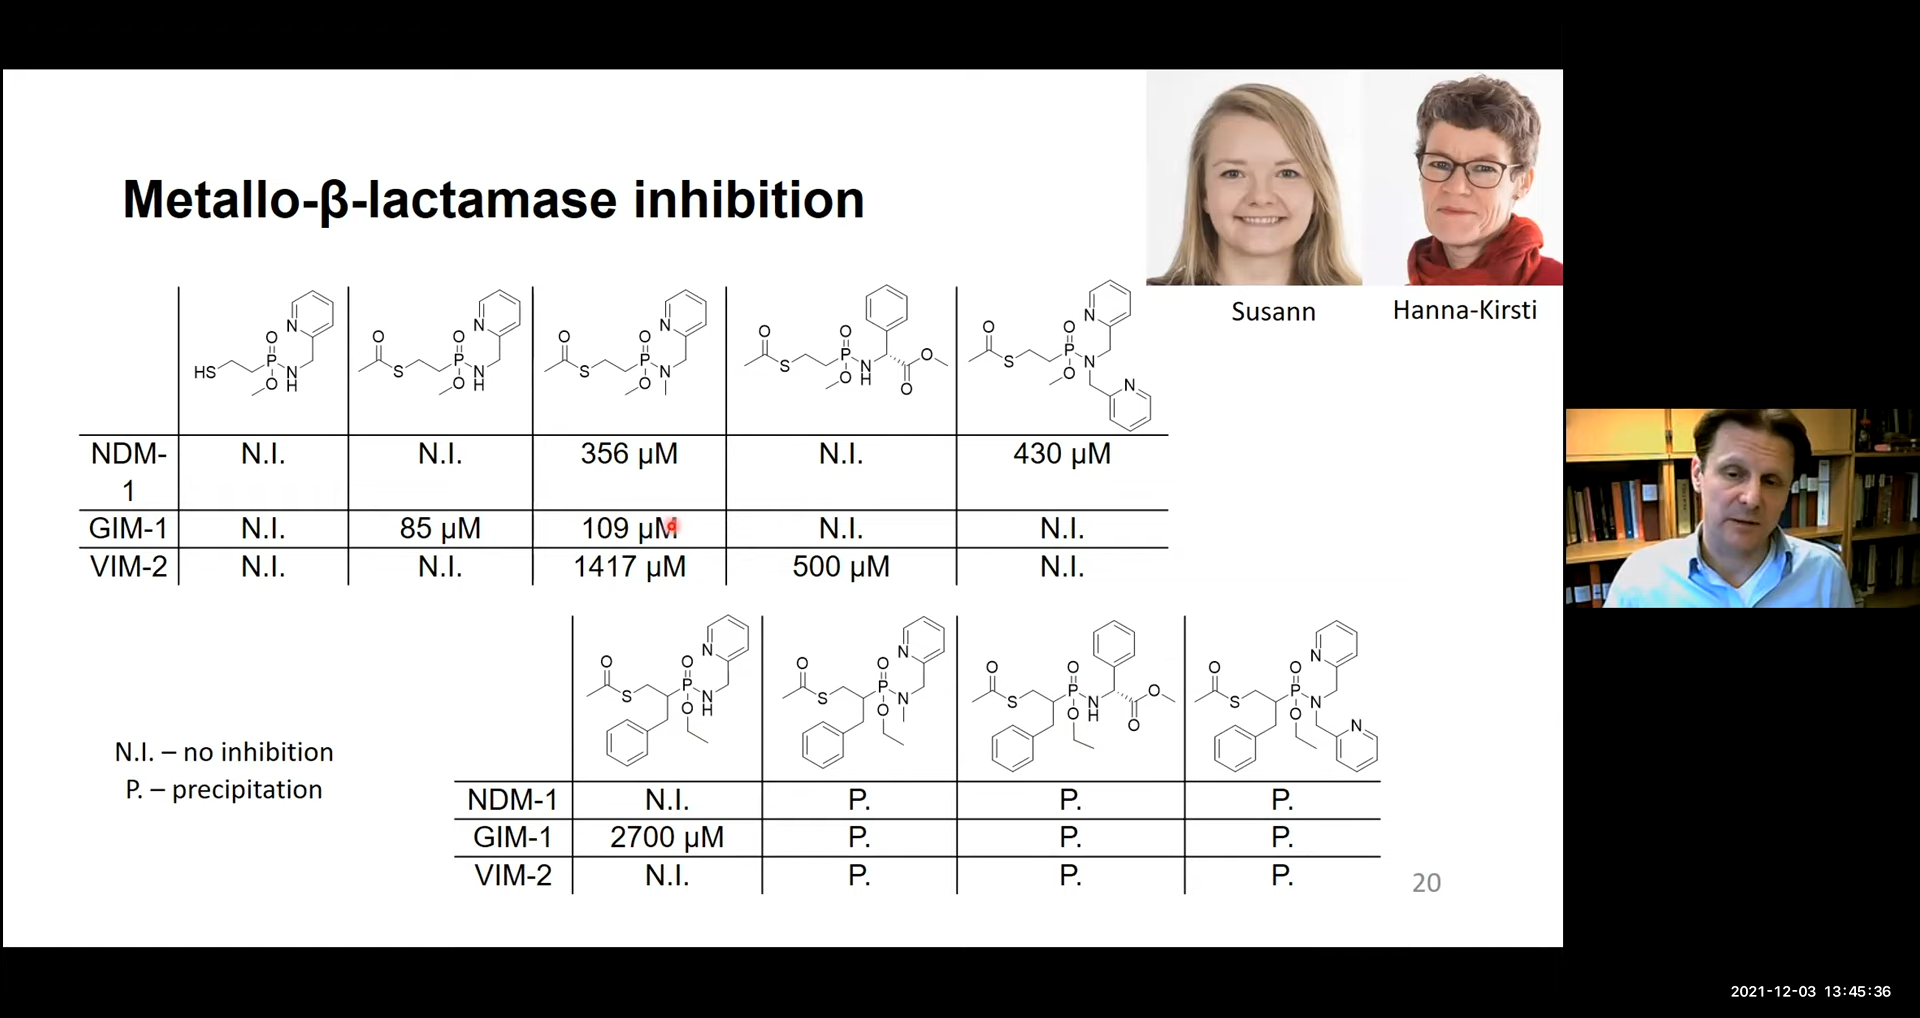 Metallo-β-lactamase inhibition
Susann
Hanna-Kirsti
NDM-1 N.I. N.I. 356 µM N.I. 430 µM
GIM-1 N.I. 85 µM 109 µM N.I. N.I.
VIM-2 N.I. N.I. 1417 µM 500 µM N.I.
N.I. – no inhibition
P. – precipitation
NDM-1 N.I. P. P. P.
GIM-1 2700 µM P. P. P.
VIM-2 N.I. P. P. P.
20
2021-12-03 13:45:36